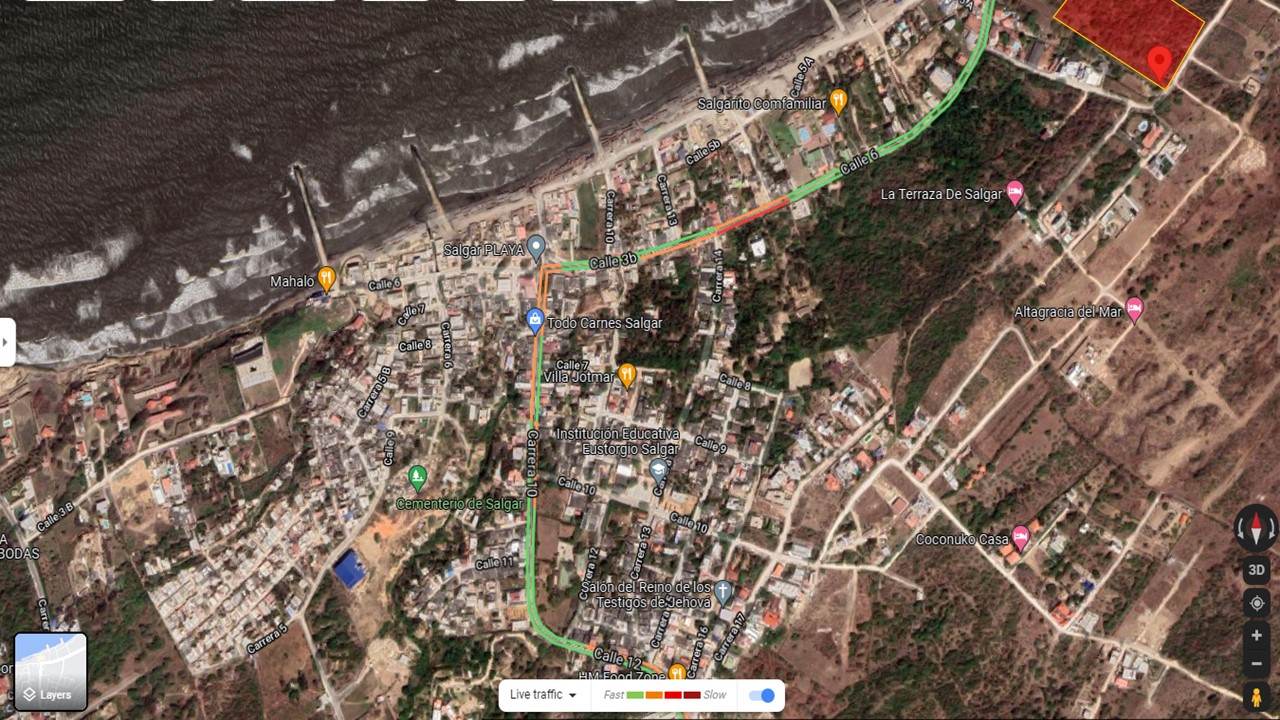 5A
Calle 5 A
Salgarito Comfamiliar
Calle 5b
Calle 6
Carrera 13
La Terraza De Salgar
Carrera 10
Salgar PLAYA
Calle 3b
Carrera 14
Mahalo
Calle 6
Altagracia del Mar
Calle 7
Todo Carnes Salgar
Carrera 6
Calle 8
Calle 7
Villa Jotmar
Calle 8
Carrera 5 B
Institución Educativa
Eustorgio Salgar
Calle 9
Calle 6
Carrera 10
Calle 10
Cementerio de Salgar
Calle 3 B
Calle 10
Coconuko Casa
BODAS
Calle 11
Carrera 12
Carrera 13
3D
Salón del Reino de los
Testigos de Jehová
Carrera 5
Carrera 16
Carrera 17
Calle 12
HM Food Zone
Layers
Live traffic
Fast
Slow